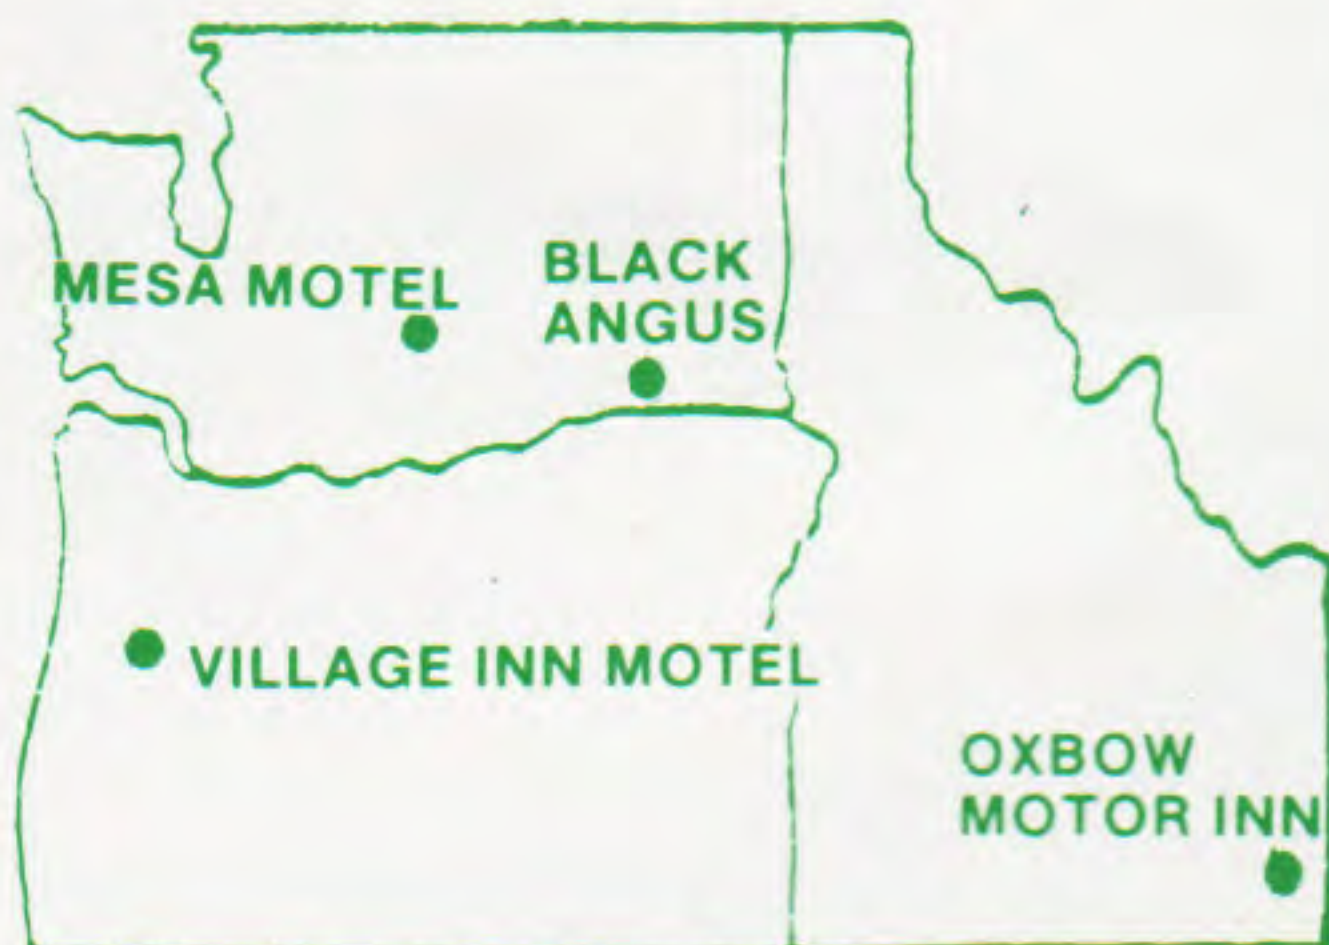 MESA MOTEL
BLACK
ANGUS
VILLAGE INN MOTEL
OXBOW
MOTOR INN